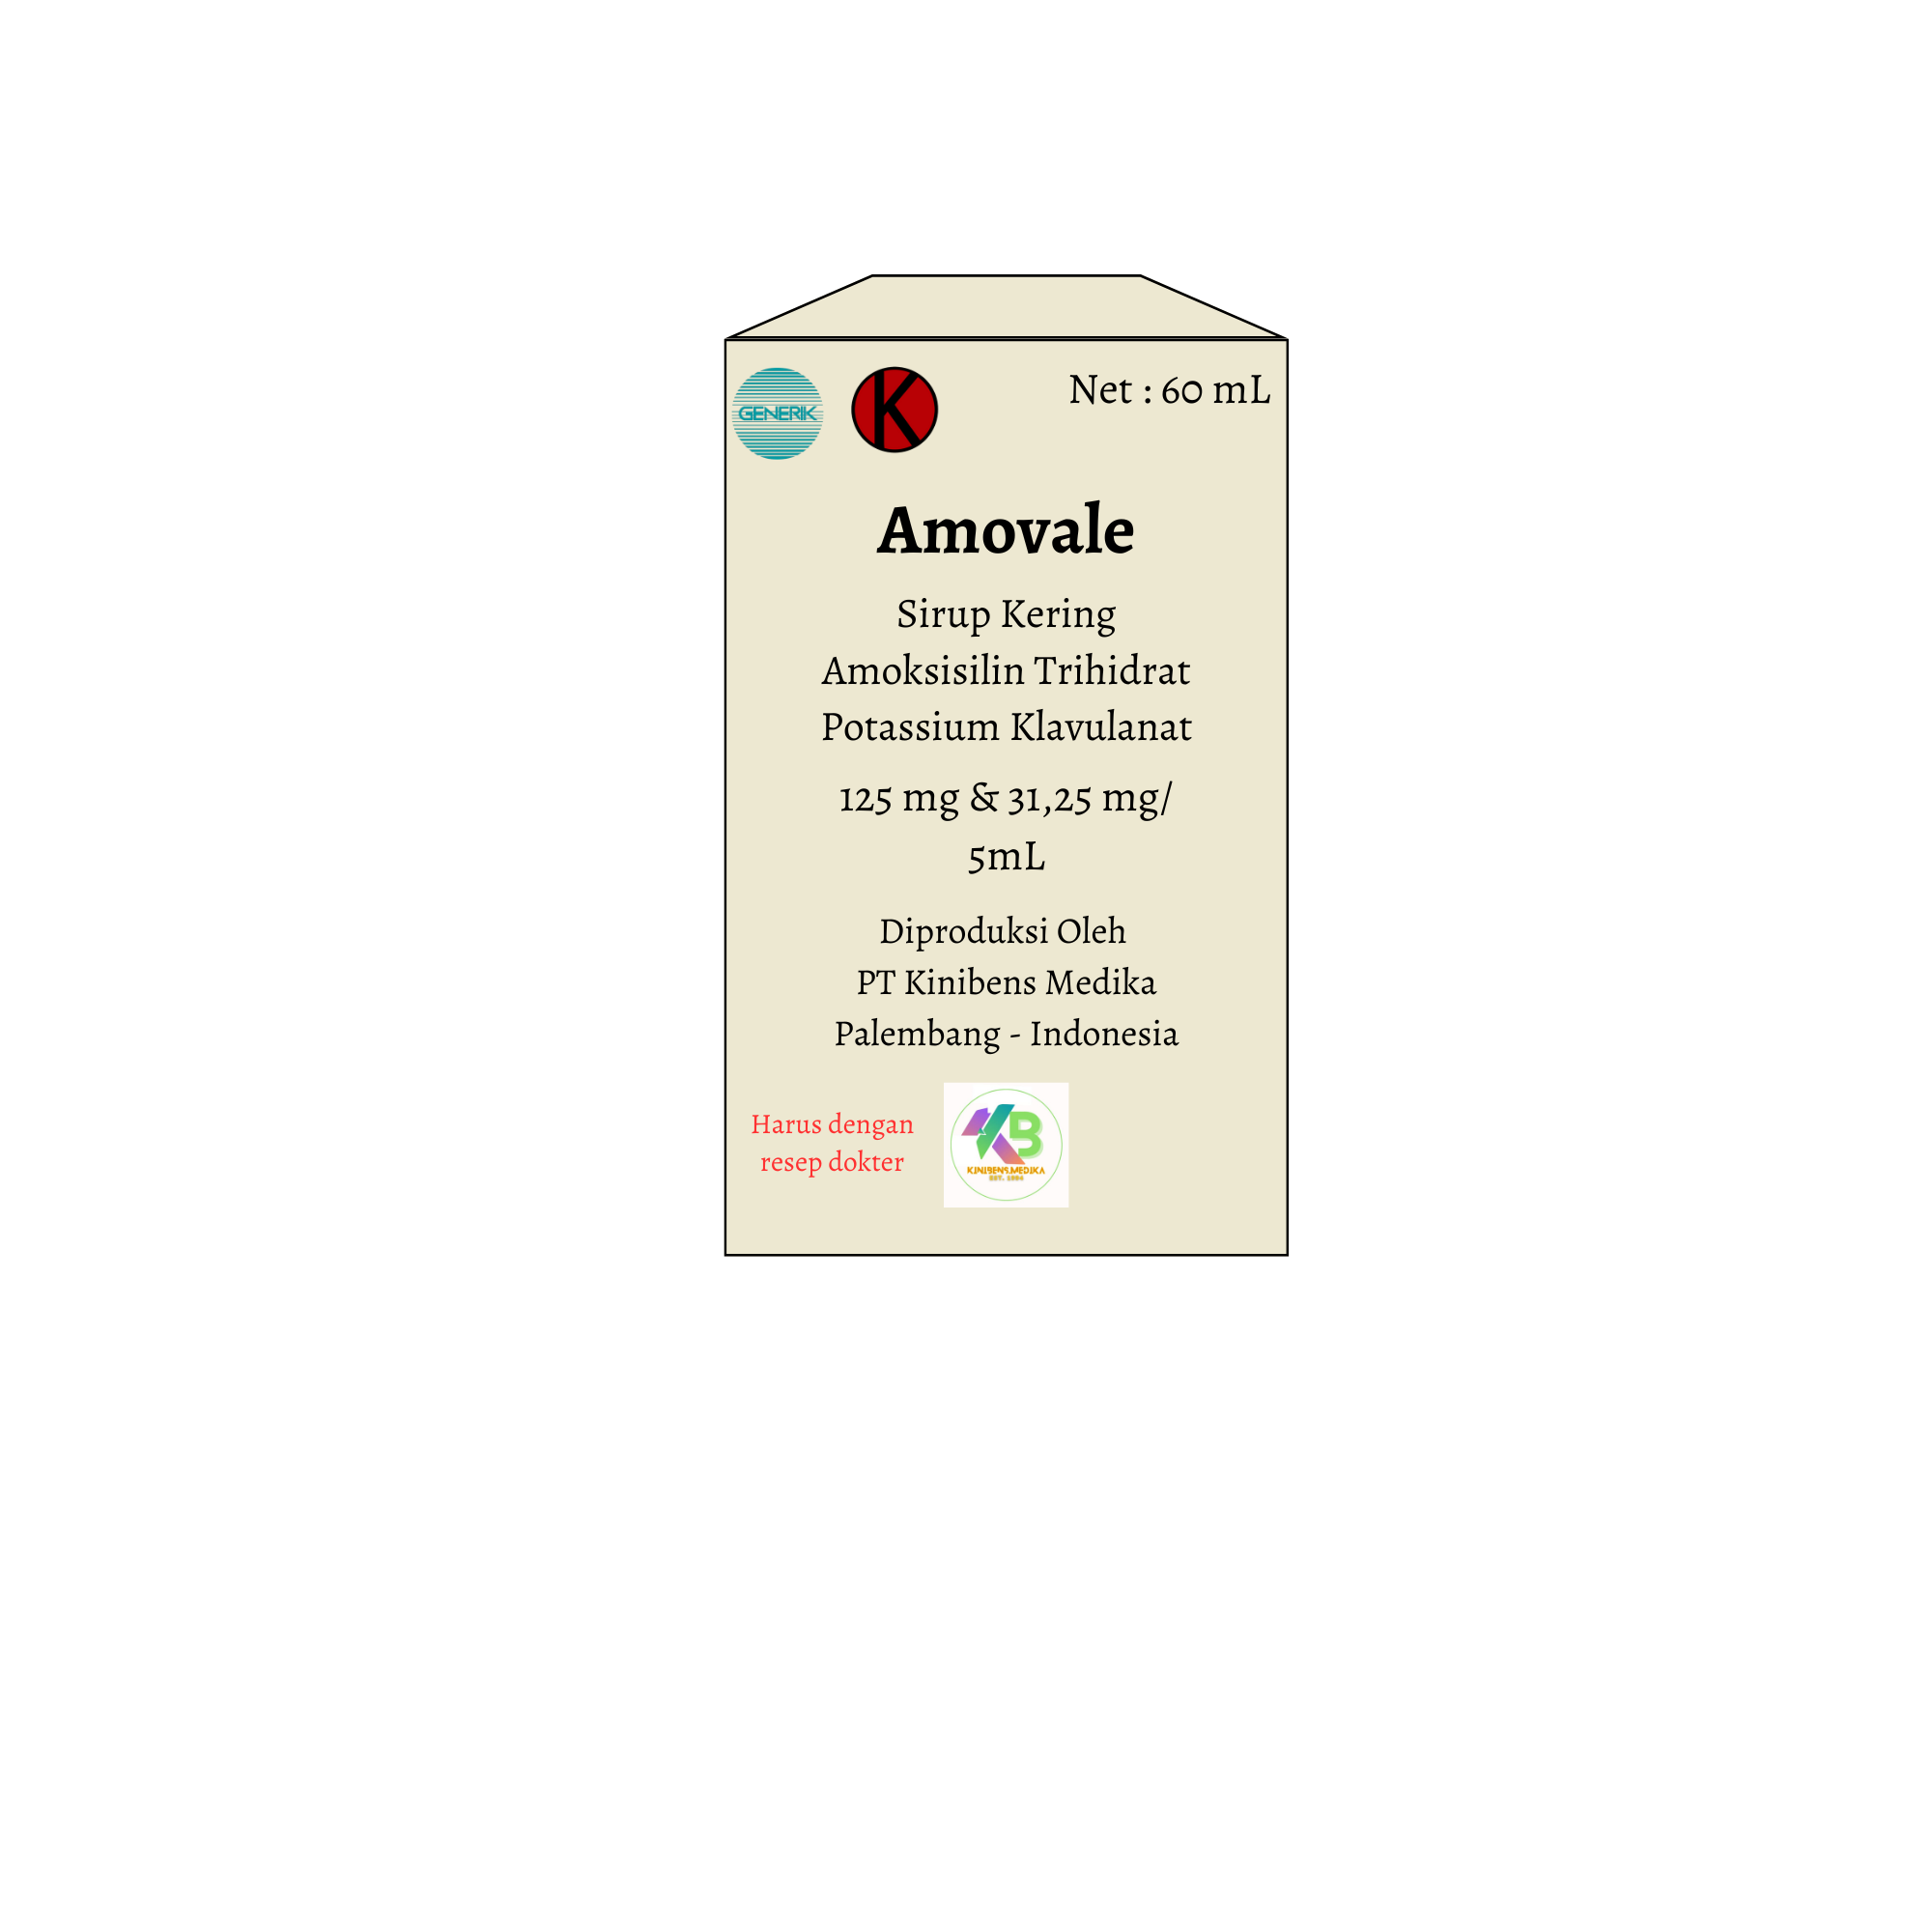 GENERIK
K
Net : 60 mL
Amovale
Sirup Kering
Amoksisilin Trihidrat
Potassium Klavulanat
125 mg & 31,25 mg/
5mL
Diproduksi Oleh
PT Kinibens Medika
Palembang - Indonesia
Harus dengan
resep dokter
KB
KINIBENS.MEDIKA
EST. 1994